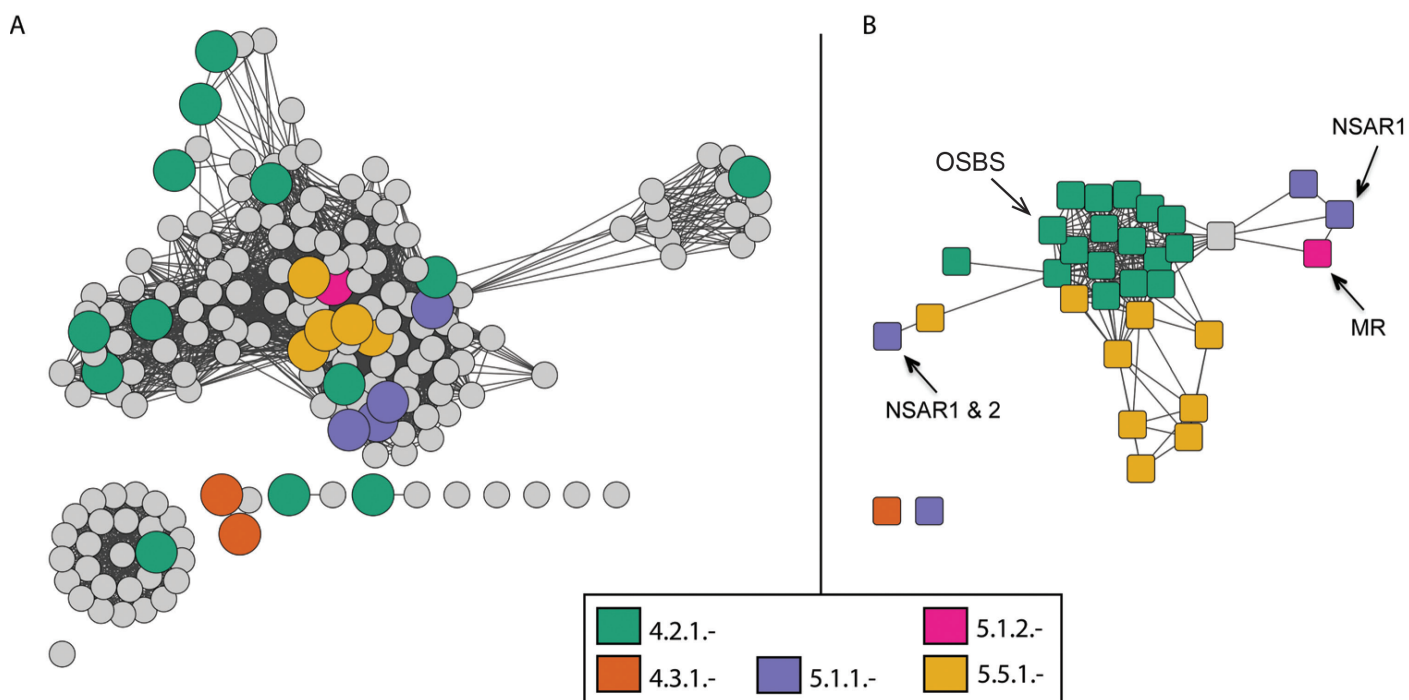 A
B
NSAR1
OSBS
MR
NSAR1 & 2
4.2.1.-
5.1.2.-
4.3.1.-
5.1.1.-
5.5.1.-